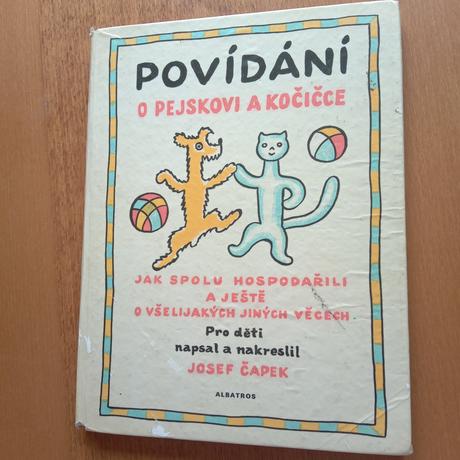 POVÍDÁNÍ
O PEJSKOVI A KOČIČCE
JAK SPOLU HOSPODAŘILI
A JEŠTĚ
O VŠELIJAKÝCH JINÝCH VĚCECH
Pro děti
napsal a nakreslil
JOSEF ČAPEK
ALBATROS